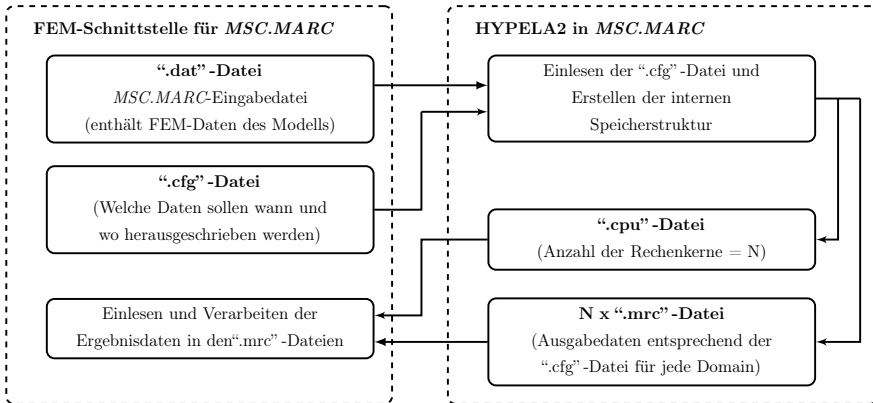 FEM-Schnittstelle für MSC.MARC
“.dat”-Datei
MSC.MARC-Eingabedatei
(enthält FEM-Daten des Modells)
“.cfg”-Datei
(Welche Daten sollen wann und
wo herausgeschrieben werden)
Einlesen und Verarbeiten der
Ergebnisdaten in den“.mrc”-Dateien
HYPELA2 in MSC.MARC
Einlesen der “.cfg”-Datei und
Erstellen der internen
Speicherstruktur
“.cpu”-Datei
(Anzahl der Rechenkerne = N)
N x “.mrc”-Datei
(Ausgabedaten entsprechend der
“.cfg”-Datei für jede Domain)